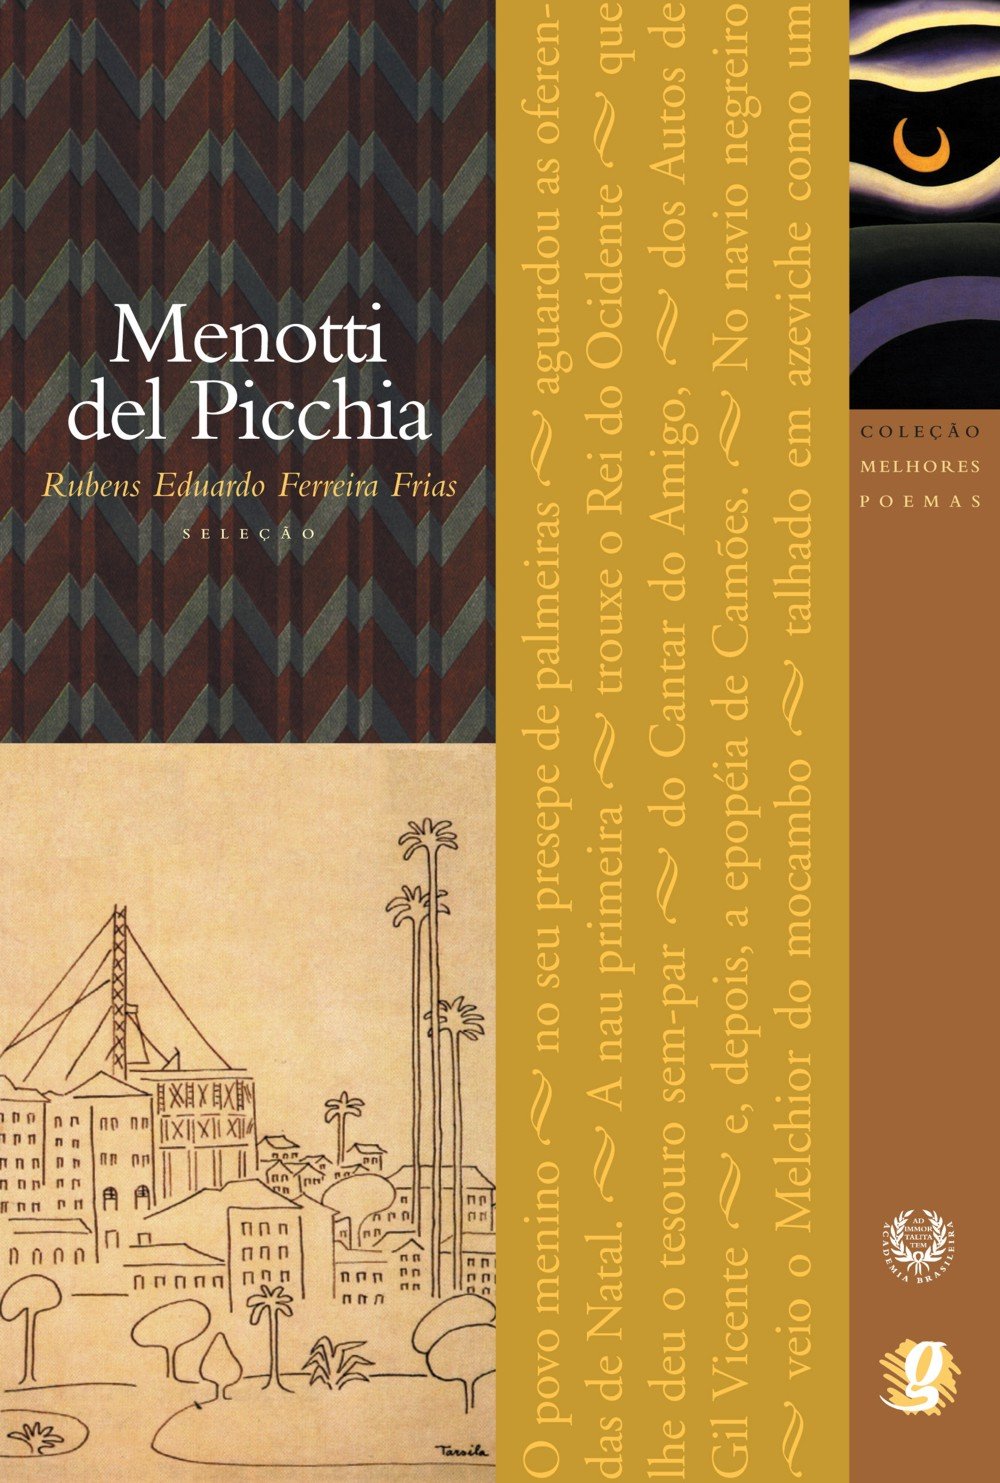 Menotti
del Picchia
Rubens Eduardo Ferreira Frias
SELEÇÃO
O povo menino ~ no seu presepe de palmeiras ~ aguardou as oferen-
das de Natal. ~ A nau primeira ~ trouxe o Rei do Ocidente ~ que
lhe deu o tesouro sem-par ~ do Cantar do Amigo, ~ dos Autos de
Gil Vicente ~ e, depois, a epopéia de Camões. ~ No navio negreiro
~ veio o Melchior do mocambo ~ talhado em azeviche como um
COLEÇÃO
MELHORES
POEMAS
AD
IMMOR
TALITA
TEM
ACADEMIA BRASILEIRA
g
Tarsila